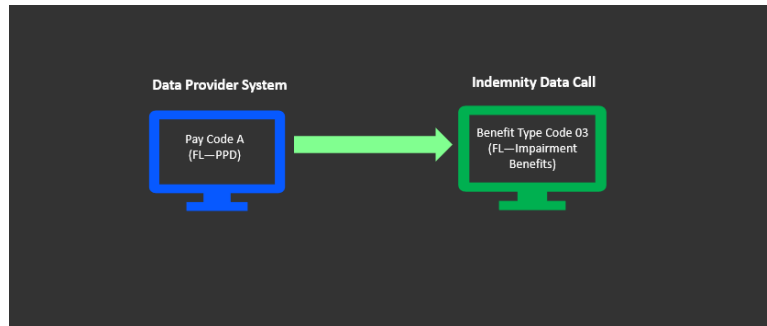 Data Provider System
Indemnity Data Call
Pay Code A
(FL—PPD)
Benefit Type Code 03
(FL—Impairment
Benefits)